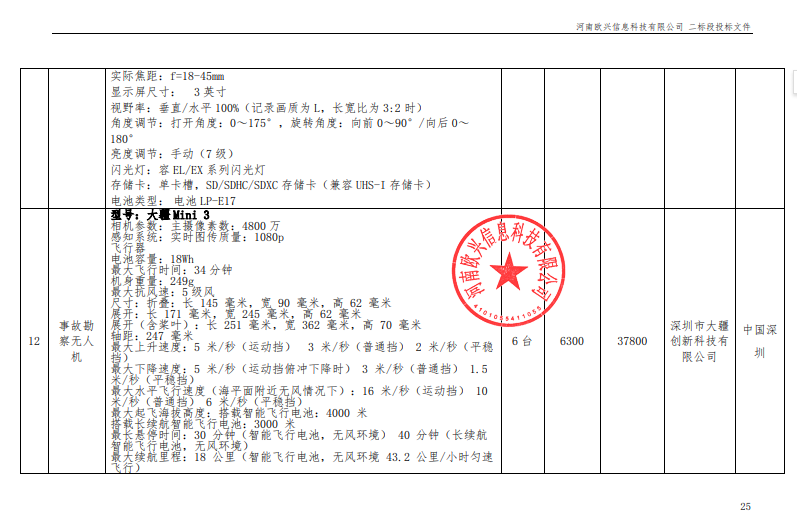 河南欧兴信息科技有限公司 二标段投标文件
实际焦距：f=18-45mm
显示屏尺寸： 3 英寸
视野率：垂直/水平 100%（记录画质为 L，长宽比为 3:2 时）
角度调节：打开角度：0～175°，旋转角度：向前 0～90°/向后 0～
180°
亮度调节：手动（7 级）
闪光灯：容 EL/EX 系列闪光灯
存储卡：单卡槽，SD/SDHC/SDXC 存储卡（兼容 UHS-I 存储卡）
电池类型： 电池 LP-E17
12
事故勘
察无人
机
型号：大疆 Mini 3
相机参数：主摄像素数：4800 万
感知系统：实时图传质量：1080p
飞行器
电池容量：18Wh
最大飞行时间：34 分钟
机身重量：249g
最大抗风速：5 级风
尺寸：折叠：长 145 毫米，宽 90 毫米，高 62 毫米
展开：长 171 毫米，宽 245 毫米，高 62 毫米
展开（含桨叶）：长 251 毫米，宽 362 毫米，高 70 毫米
轴距：247 毫米
最大上升速度：5 米/秒（运动挡） 3 米/秒（普通挡） 2 米/秒（平稳
挡）
最大下降速度：5 米/秒（运动挡俯冲下降时） 3 米/秒（普通挡） 1.5
米/秒（平稳挡）
最大水平飞行速度（海平面附近无风情况下）：16 米/秒（运动挡） 10
米/秒（普通挡） 6 米/秒（平稳挡）
最大起飞海拔高度：搭载智能飞行电池：4000 米
搭载长续航智能飞行电池：3000 米
最长悬停时间：30 分钟（智能飞行电池，无风环境） 40 分钟（长续航
智能飞行电池，无风环境）
最大续航里程：18 公里（智能飞行电池，无风环境 43.2 公里/小时匀速
飞行）
6 台
6300
37800
深圳市大疆
创新科技有
限公司
中国深
圳
河南欧兴信息科技有限公司
4101055411055
25